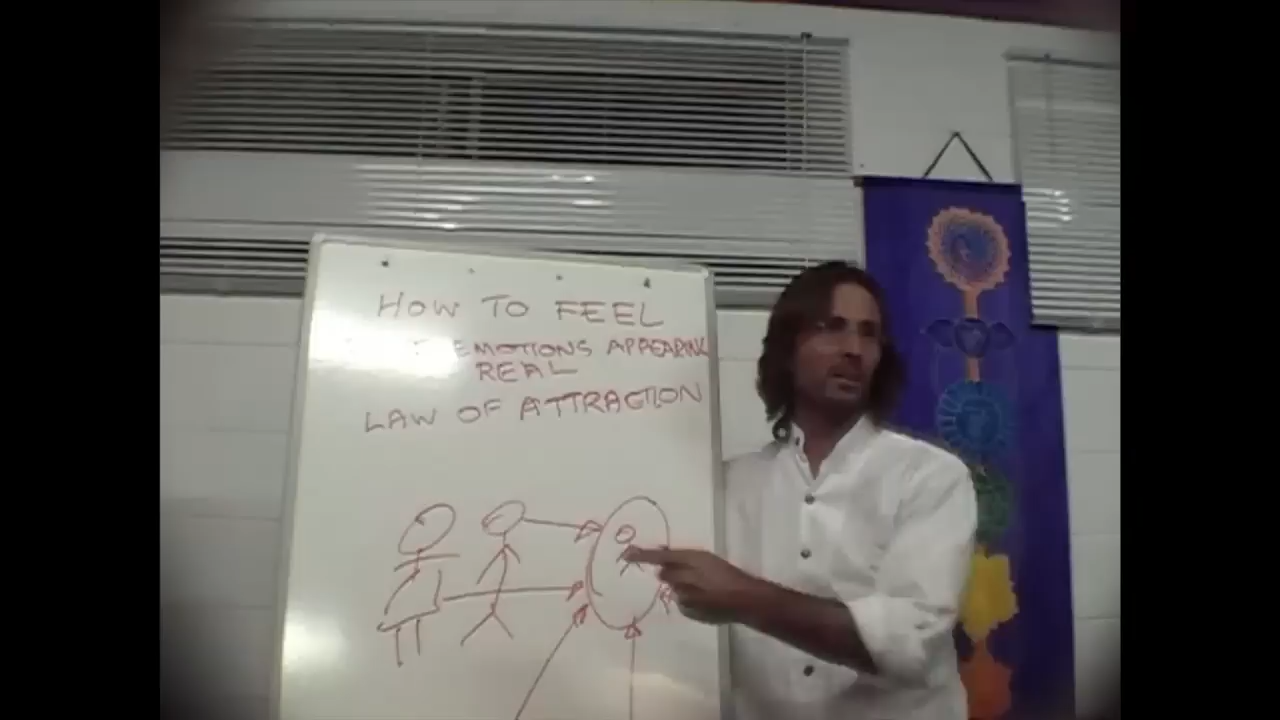 HOW TO FEEL
EMOTIONS APPEARING
REAL
LAW OF ATTRACTION